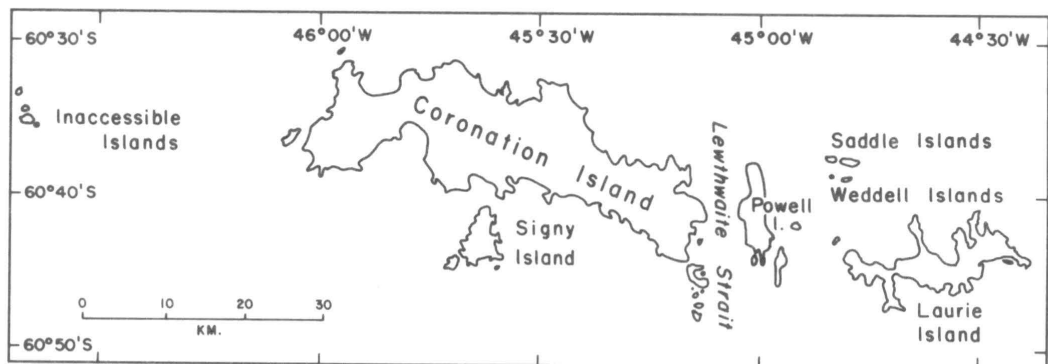 46°00'W 45°30'W 45°00'W 44°30'W
60°30'S
Inaccessible
Islands
Coronation Island
Lewthwaite Strait
Saddle Islands
60°40'S
Weddell Islands
Powell
I.
Signy
Island
0 10 20 30
KM.
Laurie
Island
60°50'S